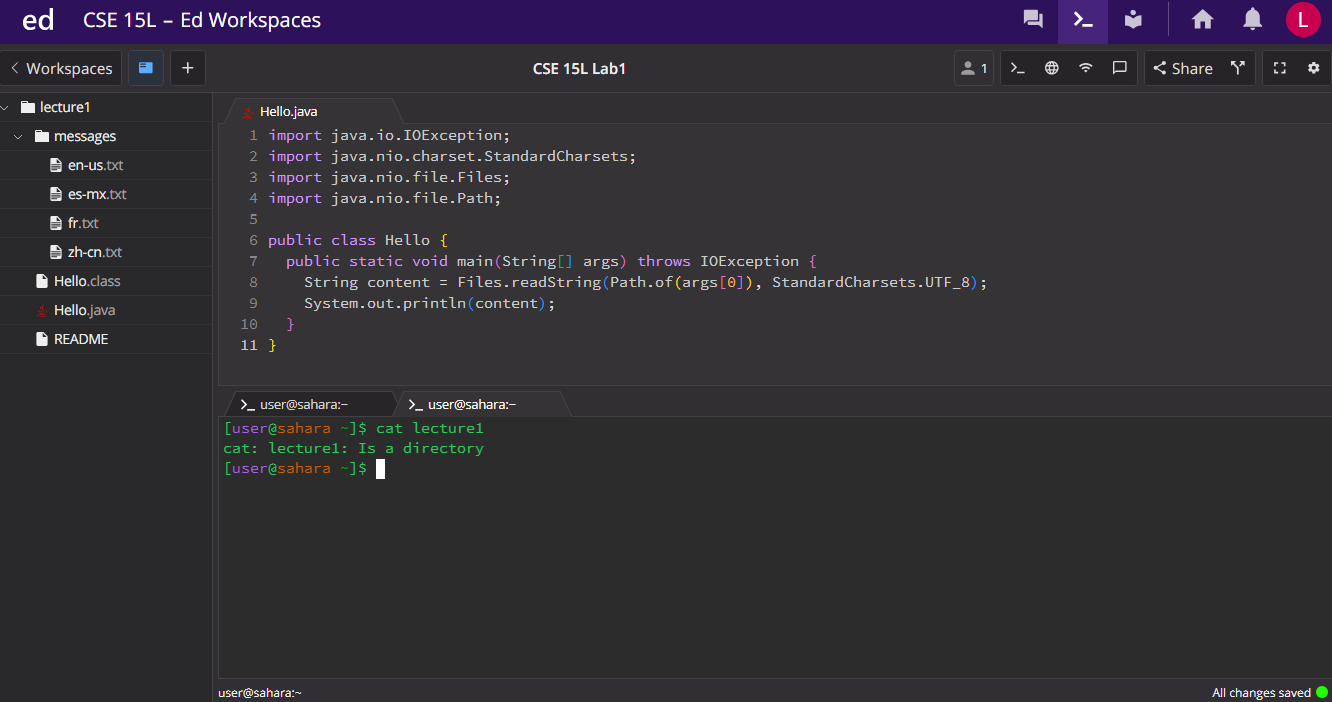 ed CSE 15L – Ed Workspaces L
Workspaces + CSE 15L Lab1 1 Share
lecture1
messages
en-us.txt
es-mx.txt
fr.txt
zh-cn.txt
Hello.class
Hello.java
README
Hello.java
1 import java.io.IOException;
2 import java.nio.charset.StandardCharsets;
3 import java.nio.file.Files;
4 import java.nio.file.Path;
5
6 public class Hello {
7 public static void main(String[] args) throws IOException {
8 String content = Files.readString(Path.of(args[0]), StandardCharsets.UTF_8);
9 System.out.println(content);
10 }
11 }
>_ user@sahara:~ >_ user@sahara:~
[user@sahara ~]$ cat lecture1
cat: lecture1: Is a directory
[user@sahara ~]$
user@sahara:~ All changes saved